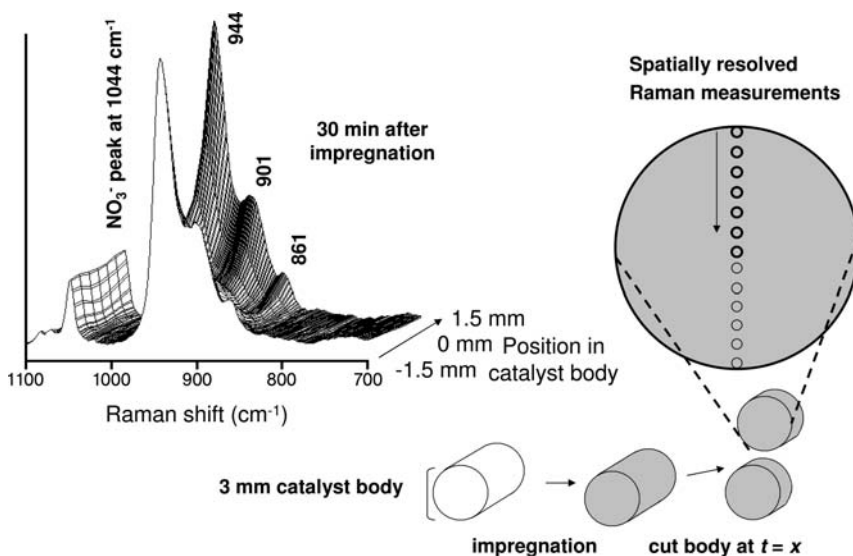 944
NO₃⁻ peak at 1044 cm⁻¹
30 min after
impregnation
901
861
1.5 mm
0 mm
Position in
-1.5 mm
catalyst body
1100
1000
900
800
700
Raman shift (cm⁻¹)
Spatially resolved
Raman measurements
3 mm catalyst body
impregnation
cut body at t = x